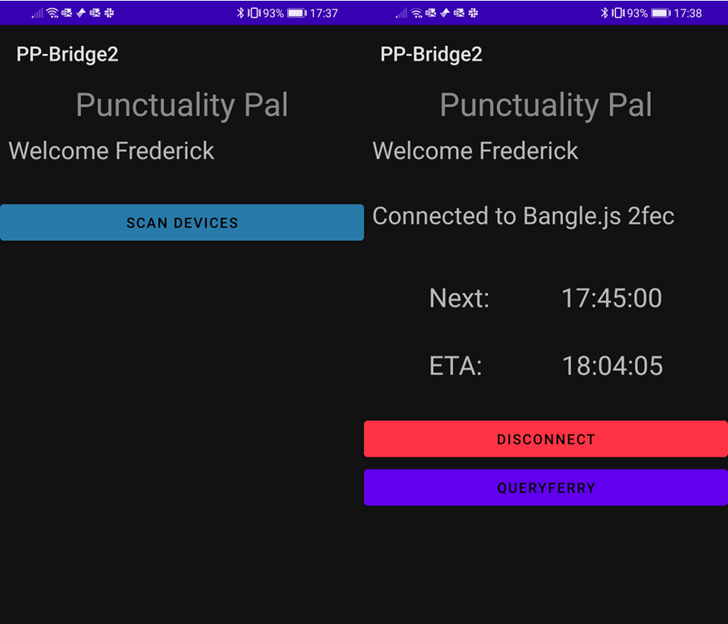 93% 17:37
PP-Bridge2
Punctuality Pal
Welcome Frederick
SCAN DEVICES
93% 17:38
PP-Bridge2
Punctuality Pal
Welcome Frederick
Connected to Bangle.js 2fec
Next: 17:45:00
ETA: 18:04:05
DISCONNECT
QUERYFERRY